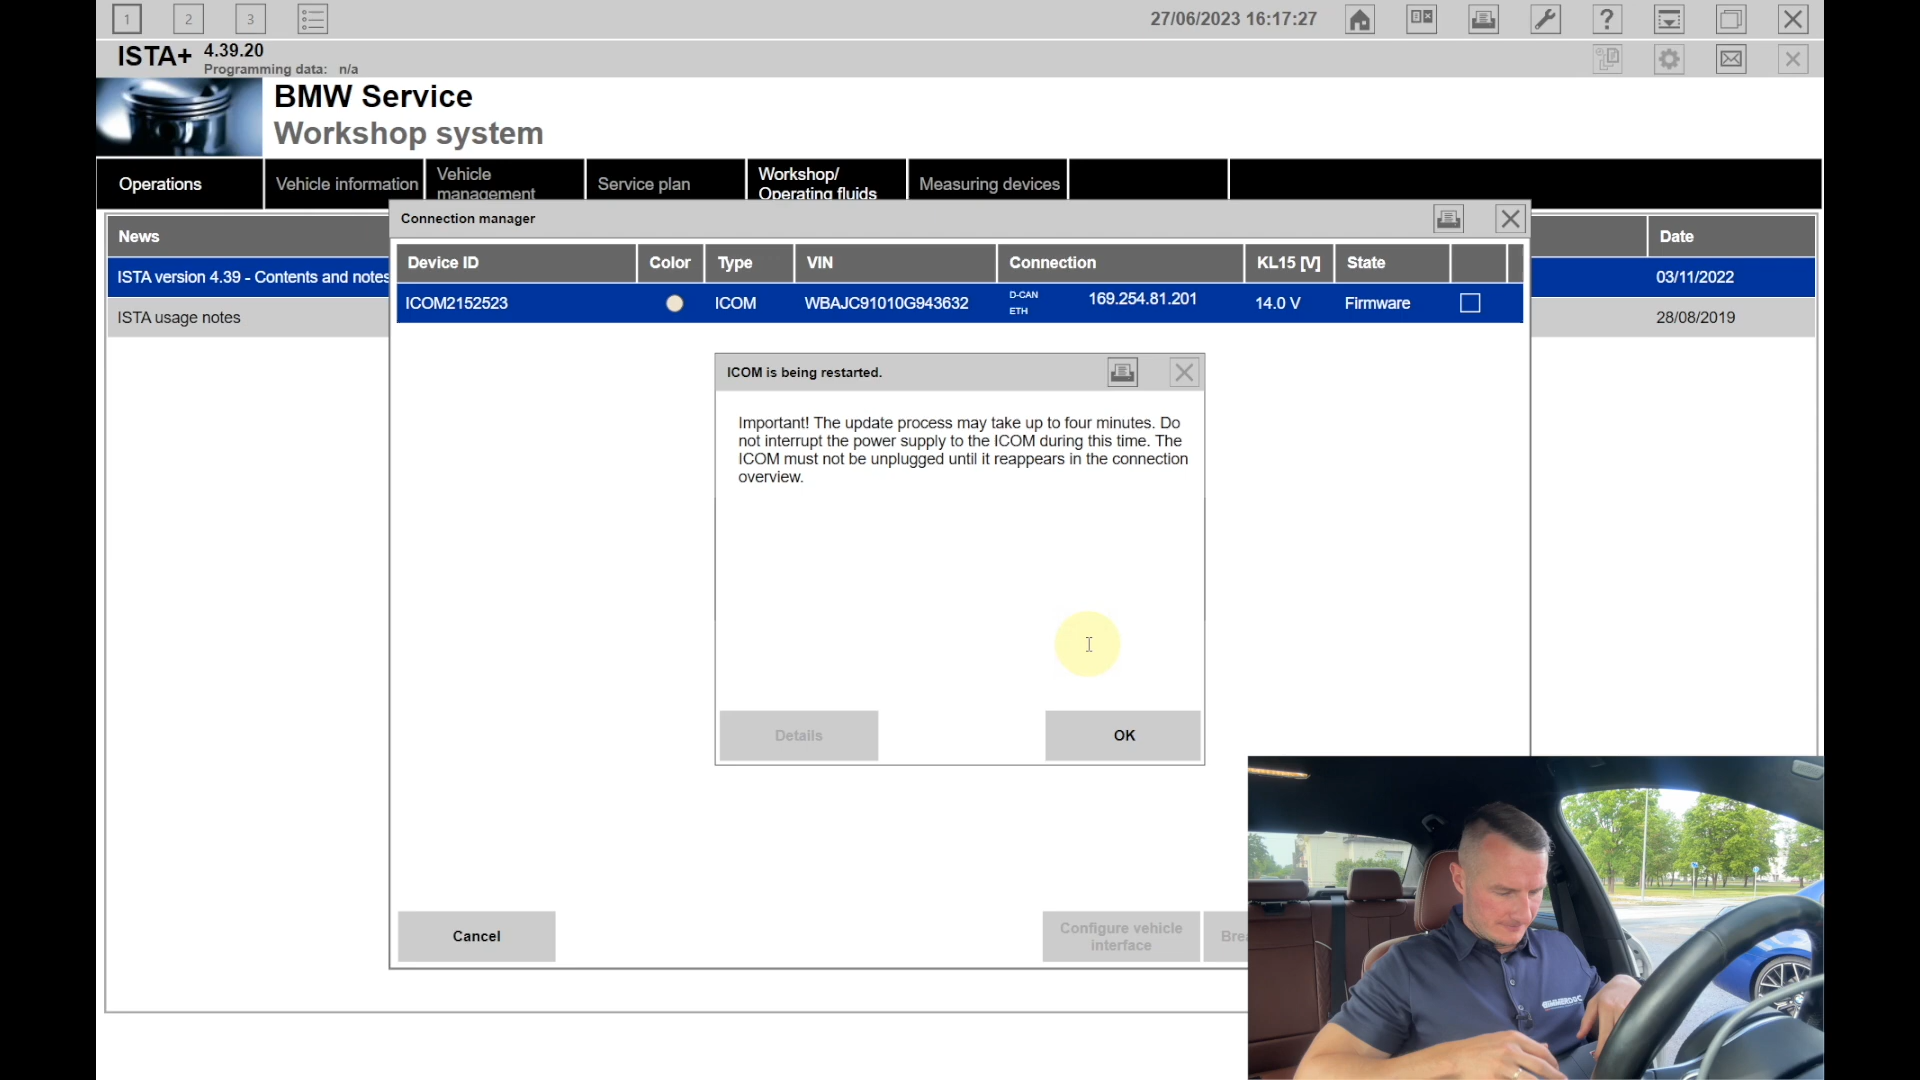 1
2
3
27/06/2023 16:17:27
?
ISTA+
4.39.20
Programming data: n/a
BMW Service
Workshop system
Operations
Vehicle information
Vehicle
management
Service plan
Workshop/
Operating fluids
Measuring devices
Connection manager
News
Date
Device ID
Color
Type
VIN
Connection
KL15 [V]
State
ISTA version 4.39 - Contents and notes
03/11/2022
ICOM2152523
ICOM
WBAJC91010G943632
D-CAN
ETH
169.254.81.201
14.0 V
Firmware
ISTA usage notes
28/08/2019
ICOM is being restarted.
Important! The update process may take up to four minutes. Do
not interrupt the power supply to the ICOM during this time. The
ICOM must not be unplugged until it reappears in the connection
overview.
Details
OK
Cancel
Configure vehicle
interface
BIMMERDOC